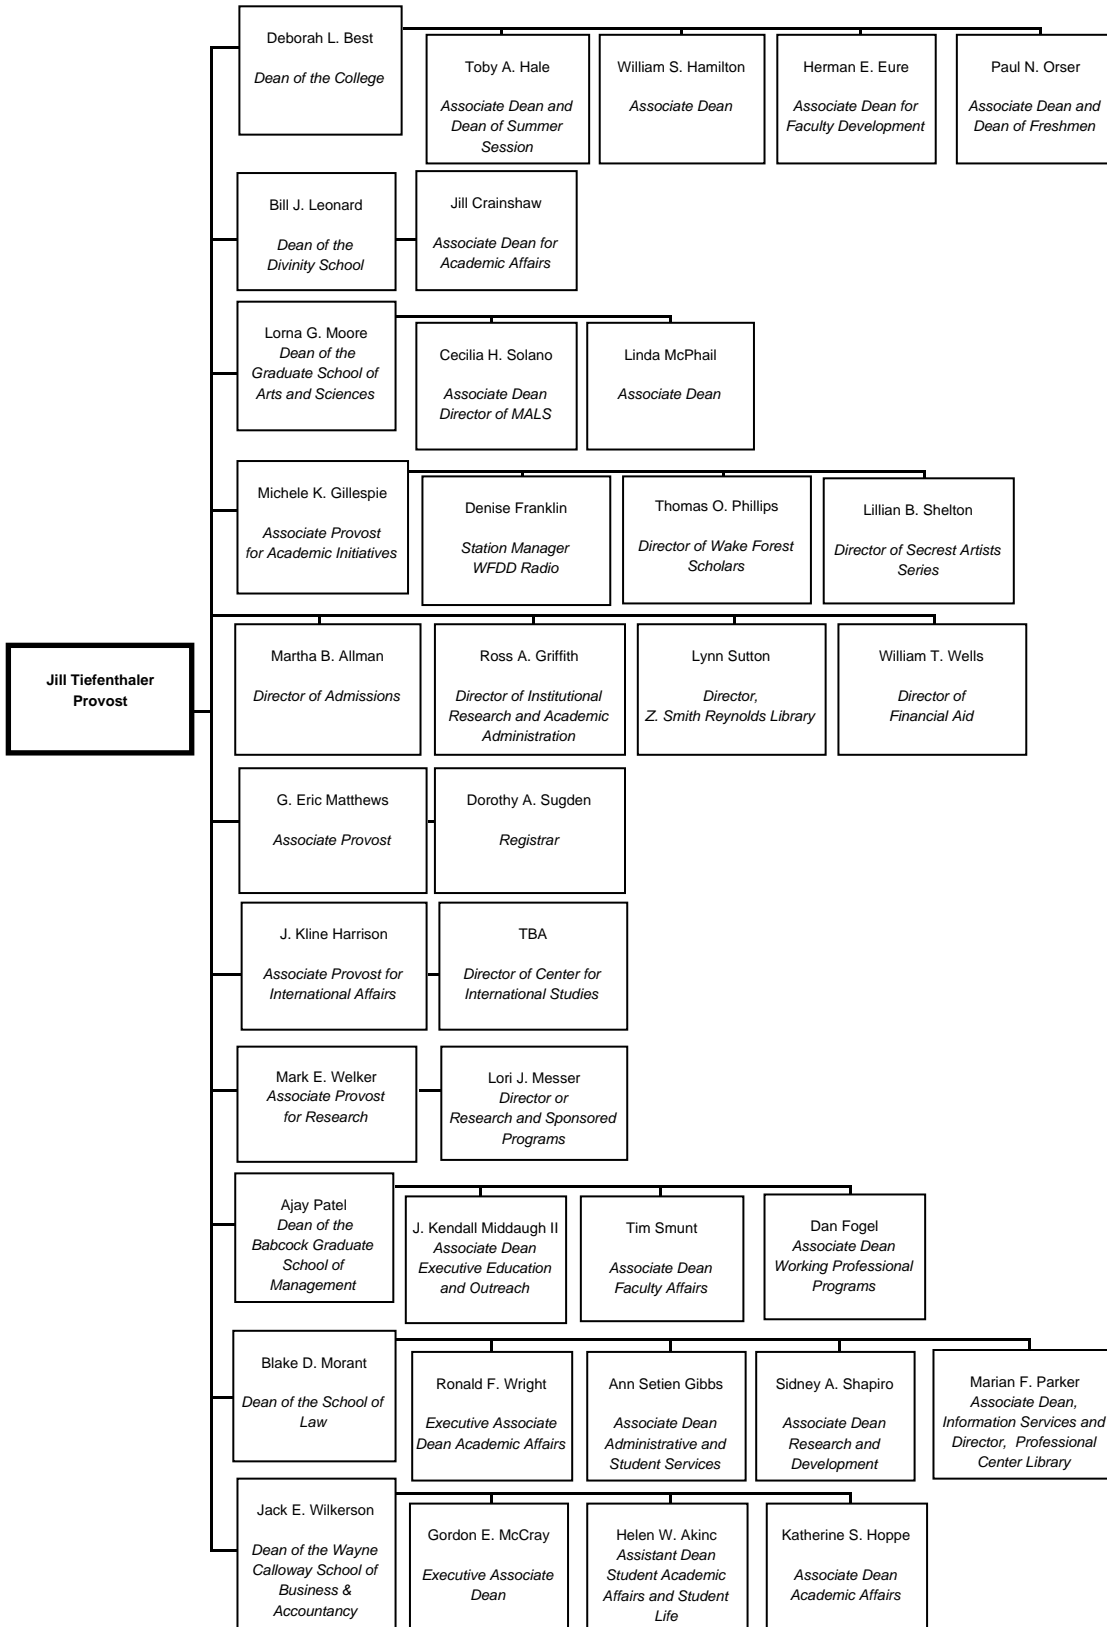 Deborah L. Best
Dean of the College
Toby A. Hale
Associate Dean and
Dean of Summer
Session
William S. Hamilton
Associate Dean
Herman E. Eure
Associate Dean for
Faculty Development
Paul N. Orser
Associate Dean and
Dean of Freshmen
Bill J. Leonard
Dean of the
Divinity School
Jill Crainshaw
Associate Dean for
Academic Affairs
Lorna G. Moore
Dean of the
Graduate School of
Arts and Sciences
Cecilia H. Solano
Associate Dean
Director of MALS
Linda McPhail
Associate Dean
Michele K. Gillespie
Associate Provost
for Academic Initiatives
Denise Franklin
Station Manager
WFDD Radio
Thomas O. Phillips
Director of Wake Forest
Scholars
Lillian B. Shelton
Director of Secrest Artists
Series
Jill Tiefenthaler
Provost
Martha B. Allman
Director of Admissions
Ross A. Griffith
Director of Institutional
Research and Academic
Administration
Lynn Sutton
Director,
Z. Smith Reynolds Library
William T. Wells
Director of
Financial Aid
G. Eric Matthews
Associate Provost
Dorothy A. Sugden
Registrar
J. Kline Harrison
Associate Provost for
International Affairs
TBA
Director of Center for
International Studies
Mark E. Welker
Associate Provost
for Research
Lori J. Messer
Director or
Research and Sponsored
Programs
Ajay Patel
Dean of the
Babcock Graduate
School of
Management
J. Kendall Middaugh II
Associate Dean
Executive Education
and Outreach
Tim Smunt
Associate Dean
Faculty Affairs
Dan Fogel
Associate Dean
Working Professional
Programs
Blake D. Morant
Dean of the School of
Law
Ronald F. Wright
Executive Associate
Dean Academic Affairs
Ann Setien Gibbs
Associate Dean
Administrative and
Student Services
Sidney A. Shapiro
Associate Dean
Research and
Development
Marian F. Parker
Associate Dean,
Information Services and
Director, Professional
Center Library
Jack E. Wilkerson
Dean of the Wayne
Calloway School of
Business &
Accountancy
Gordon E. McCray
Executive Associate
Dean
Helen W. Akinc
Assistant Dean
Student Academic
Affairs and Student
Life
Katherine S. Hoppe
Associate Dean
Academic Affairs